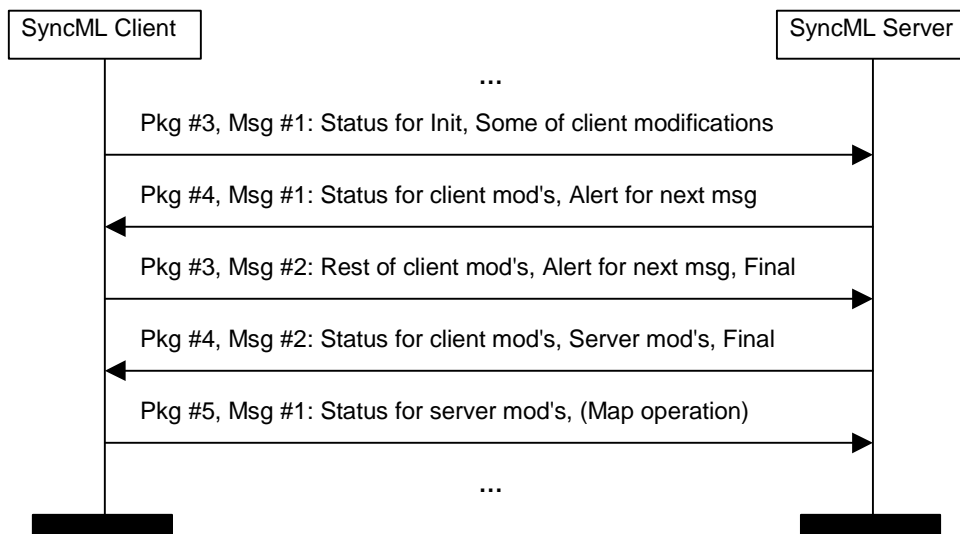 SyncML Client
SyncML Server
...
Pkg #3, Msg #1: Status for Init, Some of client modifications
Pkg #4, Msg #1: Status for client mod's, Alert for next msg
Pkg #3, Msg #2: Rest of client mod's, Alert for next msg, Final
Pkg #4, Msg #2: Status for client mod's, Server mod's, Final
Pkg #5, Msg #1: Status for server mod's, (Map operation)
...